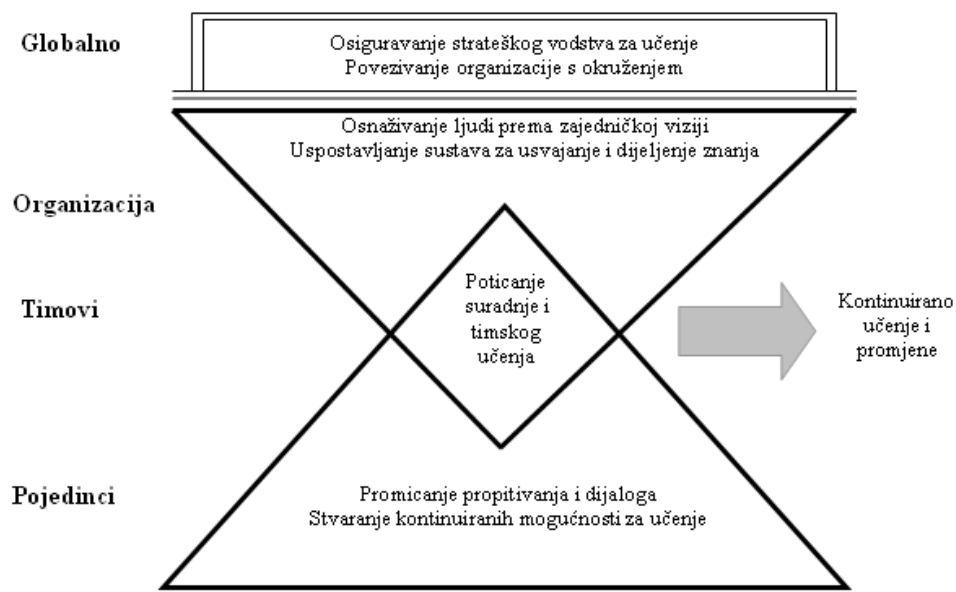 Globalno
Osiguravanje strateškog vodstva za učenje
Povezivanje organizacije s okruženjem
Osnaživanje ljudi prema zajedničkoj viziji
Uspostavljanje sustava za usvajanje i dijeljenje znanja
Organizacija
Timovi
Poticanje
suradnje i
timskog
učenja
Kontinuirano
učenje i
promjene
Pojedinci
Promicanje propitivanja i dijaloga
Stvaranje kontinuiranih mogućnosti za učenje